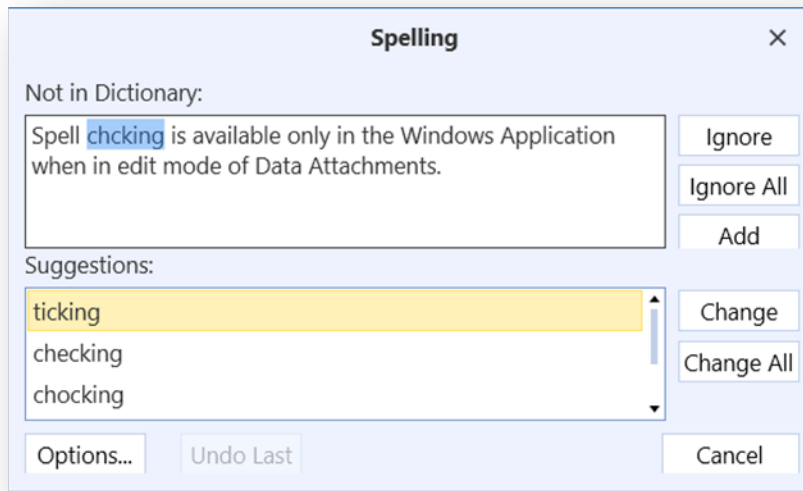 Spelling
Not in Dictionary:
Spell chcking is available only in the Windows Application
when in edit mode of Data Attachments.
Ignore
Ignore All
Add
Suggestions:
ticking
checking
chocking
Change
Change All
Options...
Undo Last
Cancel